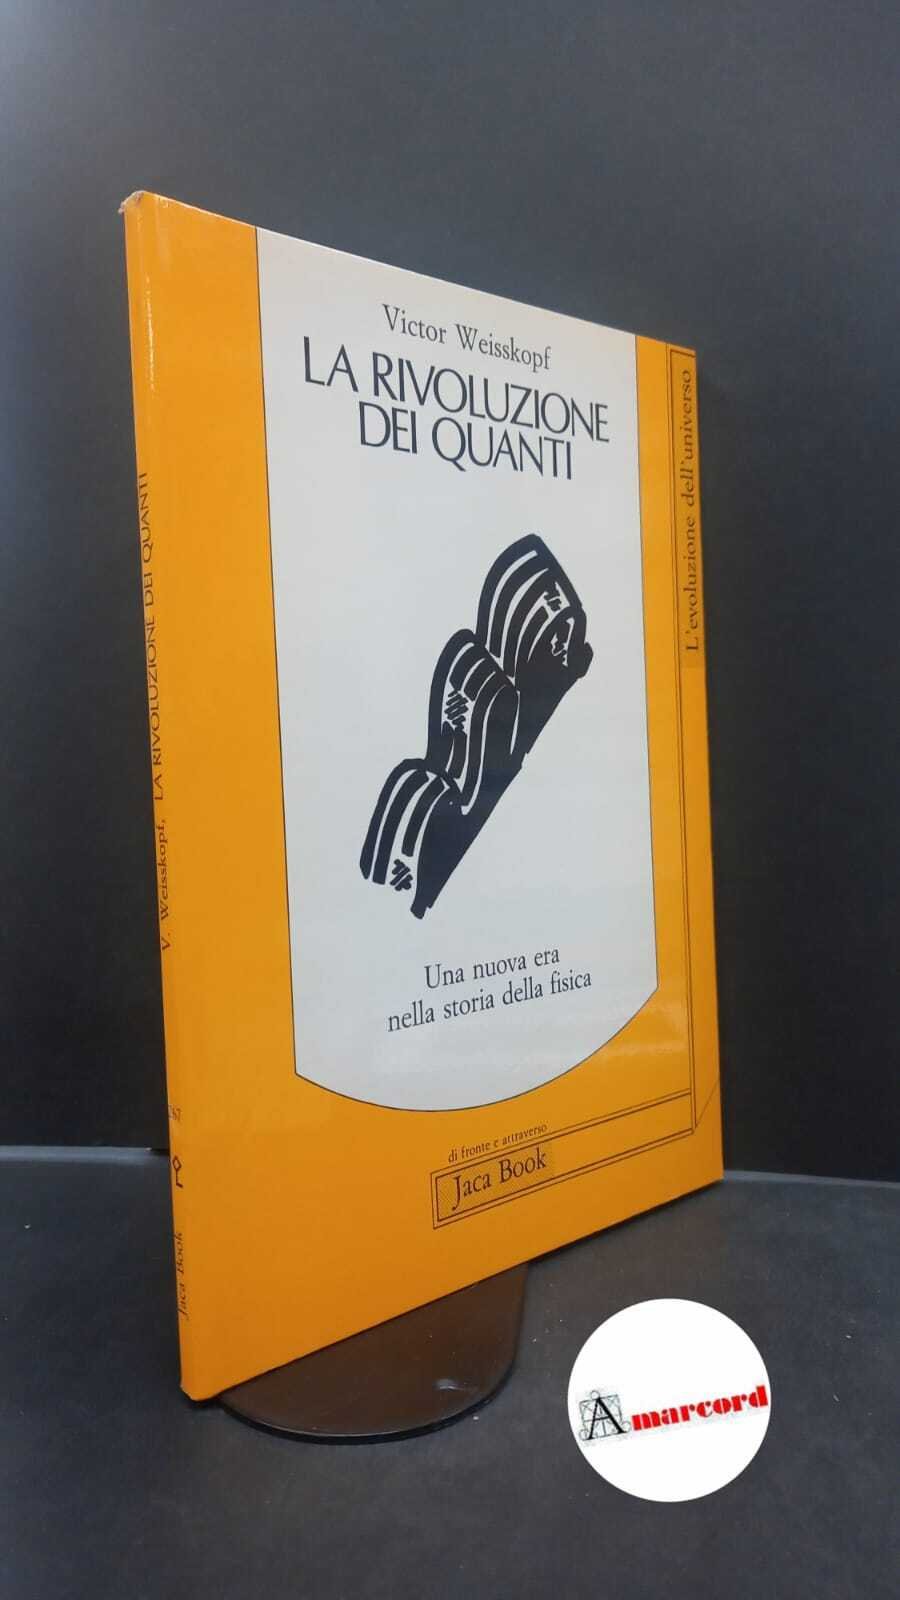 Victor Weisskopf
LA RIVOLUZIONE
DEI QUANTI
Una nuova era
nella storia della fisica
di fronte e attraverso
Jaca Book
L'evoluzione dell'universo
V. Weisskopf, LA RIVOLUZIONE DEI QUANTI
Jaca Book
Amarcord